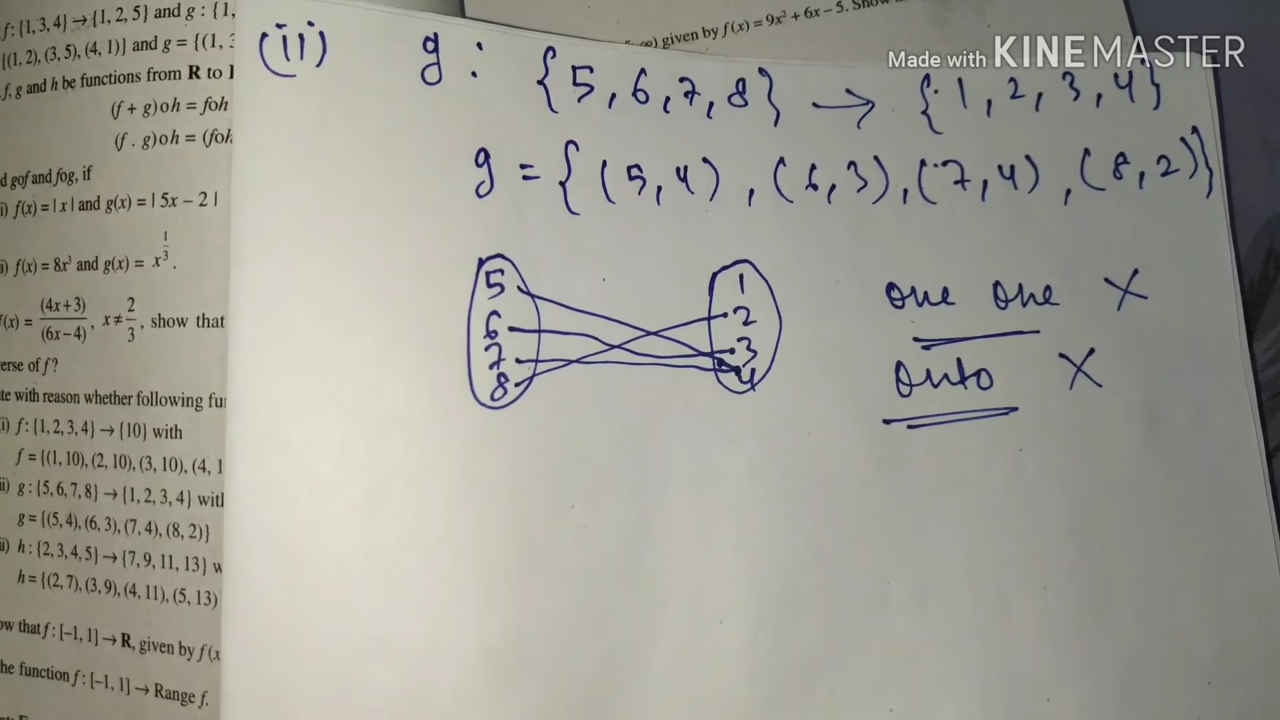 f : {1, 3, 4} → {1, 2, 5} and g : {1,
{(1, 2), (3, 5), (4, 1)} and g = {(1, 3
f, g and h be functions from R to
(f + g) oh = foh
(f . g) oh = (foh
gof and fog, if
i) f(x) = | x | and g(x) = | 5x – 2 |
i) f(x) = 8x³ and g(x) = x^(1/3).
f(x) = (4x+3)/(6x–4), x ≠ 2/3, show that
erse of f?
te with reason whether following fu
i) f : {1, 2, 3, 4} → {10} with
f = {(1, 10), (2, 10), (3, 10), (4, 1
ii) g : {5, 6, 7, 8} → {1, 2, 3, 4} wit
g = {(5, 4), (6, 3), (7, 4), (8, 2)}
ii) h : {2, 3, 4, 5} → {7, 9, 11, 13} w
h = {(2, 7), (3, 9), (4, 11), (5, 13)
ow that f : [–1, 1] → R, given by f (x
he function f : [–1, 1] → Range f.
∞) given by f(x) = 9x² + 6x – 5. Show
Made with KINEMASTER
(ii) g : {5, 6, 7, 8} → {1, 2, 3, 4}
g = {(5, 4), (6, 3), (7, 4), (8, 2)}
5 1
6 2
7 3
8 4
one one X
onto X